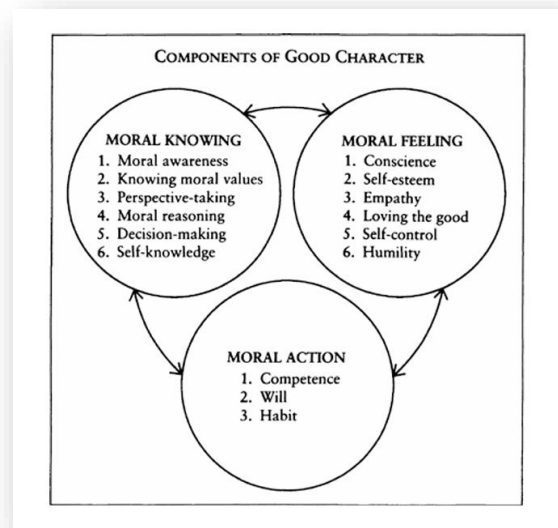 COMPONENTS OF GOOD CHARACTER
MORAL KNOWING
1. Moral awareness
2. Knowing moral values
3. Perspective-taking
4. Moral reasoning
5. Decision-making
6. Self-knowledge
MORAL FEELING
1. Conscience
2. Self-esteem
3. Empathy
4. Loving the good
5. Self-control
6. Humility
MORAL ACTION
1. Competence
2. Will
3. Habit